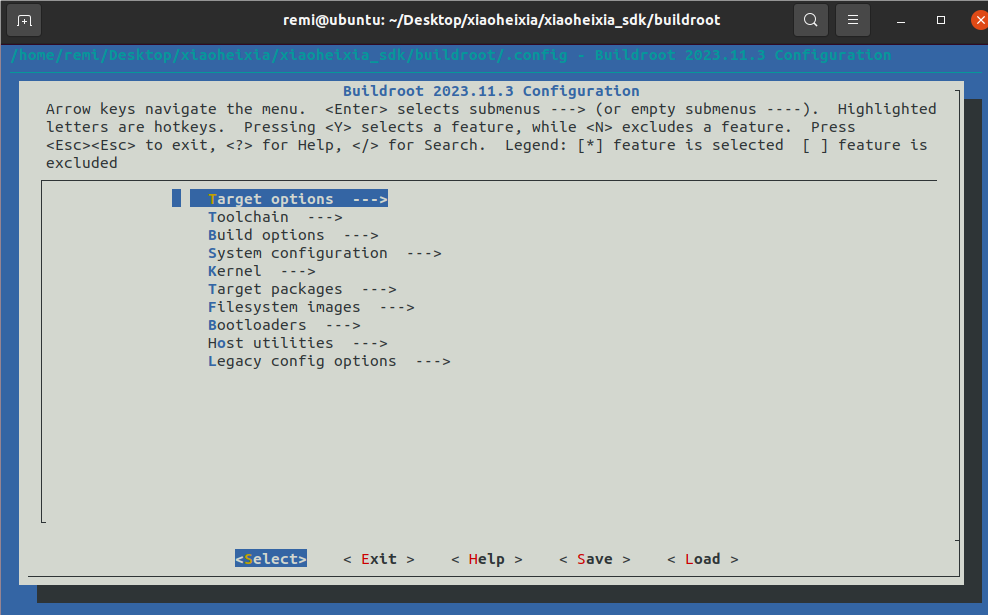 remi@ubuntu: ~/Desktop/xiaoheixia/xiaoheixia_sdk/buildroot
/home/remi/Desktop/xiaoheixia/xiaoheixia_sdk/buildroot/.config - Buildroot 2023.11.3 Configuration
Buildroot 2023.11.3 Configuration
Arrow keys navigate the menu.  <Enter> selects submenus ---> (or empty submenus ----).  Highlighted
letters are hotkeys.  Pressing <Y> selects a feature, while <N> excludes a feature.  Press
<Esc><Esc> to exit, <?> for Help, </> for Search.  Legend: [*] feature is selected  [ ] feature is
excluded
Target options  --->
Toolchain  --->
Build options  --->
System configuration  --->
Kernel  --->
Target packages  --->
Filesystem images  --->
Bootloaders  --->
Host utilities  --->
Legacy config options  --->
<Select>    < Exit >    < Help >    < Save >    < Load >